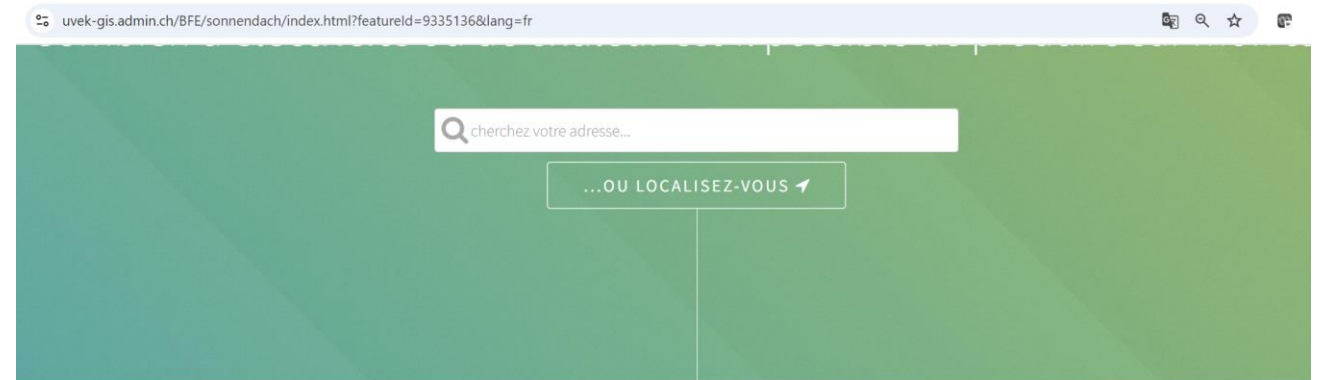 uvek-gis.admin.ch/BFE/sonnendach/index.html?featureId=9335136&lang=fr
cherchez votre adresse...
...OU LOCALISEZ-VOUS